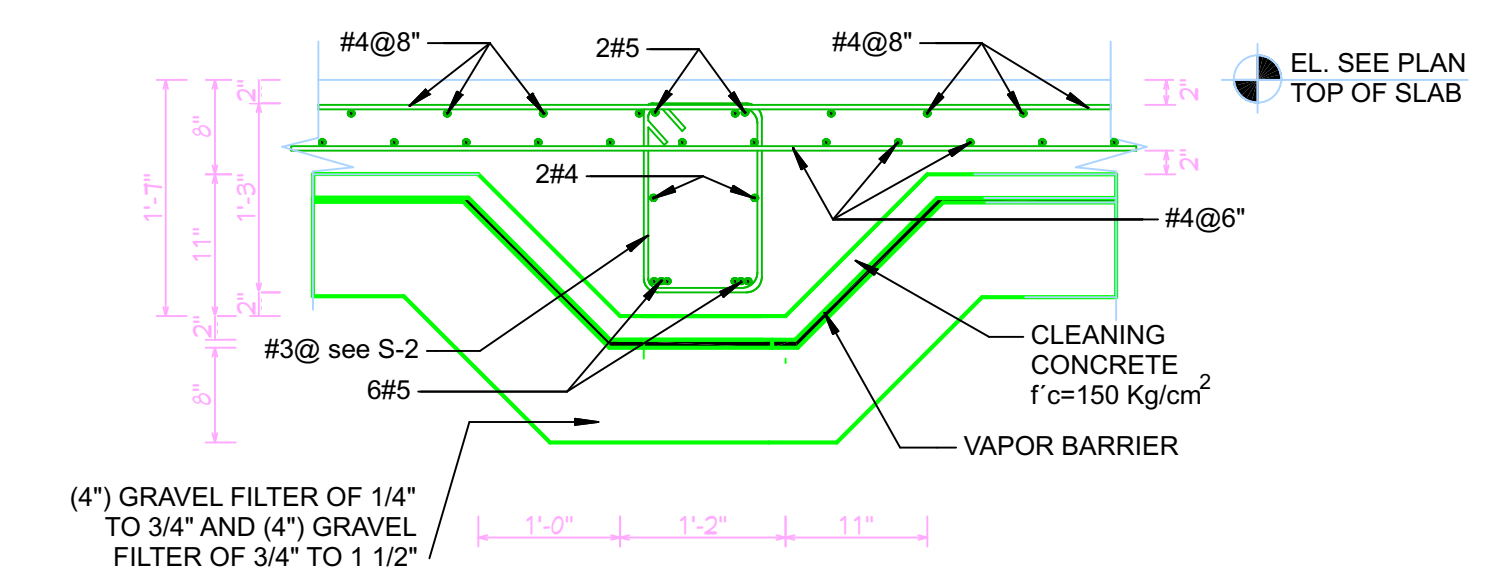 #4@8"
2#5
#4@8"
EL. SEE PLAN
TOP OF SLAB
2"
2"
8"
2#4
2"
1'-7"
1'-3"
11"
#4@6"
2"
2"
#3@ see S-2
6#5
8"
CLEANING
CONCRETE
f´c=150 Kg/cm2
VAPOR BARRIER
(4") GRAVEL FILTER OF 1/4"
TO 3/4" AND (4") GRAVEL
FILTER OF 3/4" TO 1 1/2"
1'-0"
1'-2"
11"